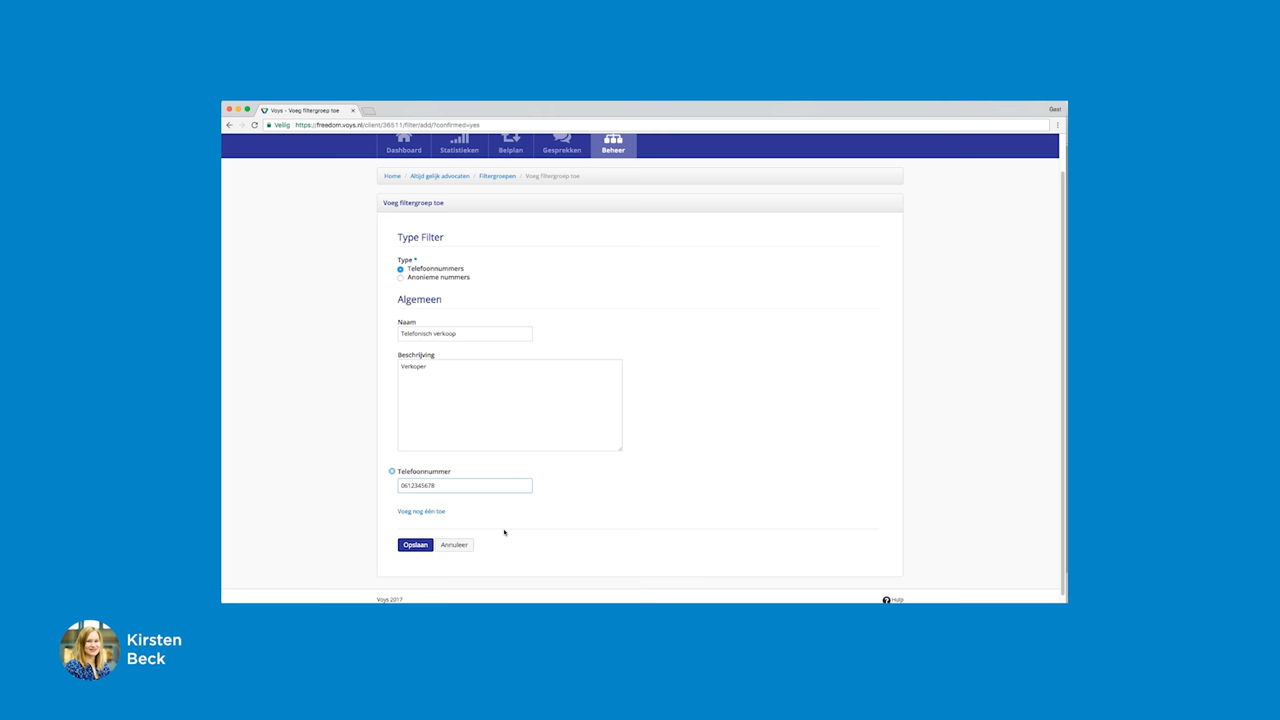 Voys - Voeg filtergroep toe
Gast
Veilig https://freedom.voys.nl/client/36511/filter/add/?confirmed=yes
Dashboard Statistieken Belplan Gesprekken Beheer
Home / Altijd gelijk advocaten / Filtergroepen / Voeg filtergroep toe
Voeg filtergroep toe
Type Filter
Type *
Telefoonnummers
Anonieme nummers
Algemeen
Naam
Telefonisch verkoop
Beschrijving
Verkoper
Telefoonnummer
0612345678
Voeg nog één toe
Opslaan Annuleer
Voys 2017
Hulp
Kirsten
Beck